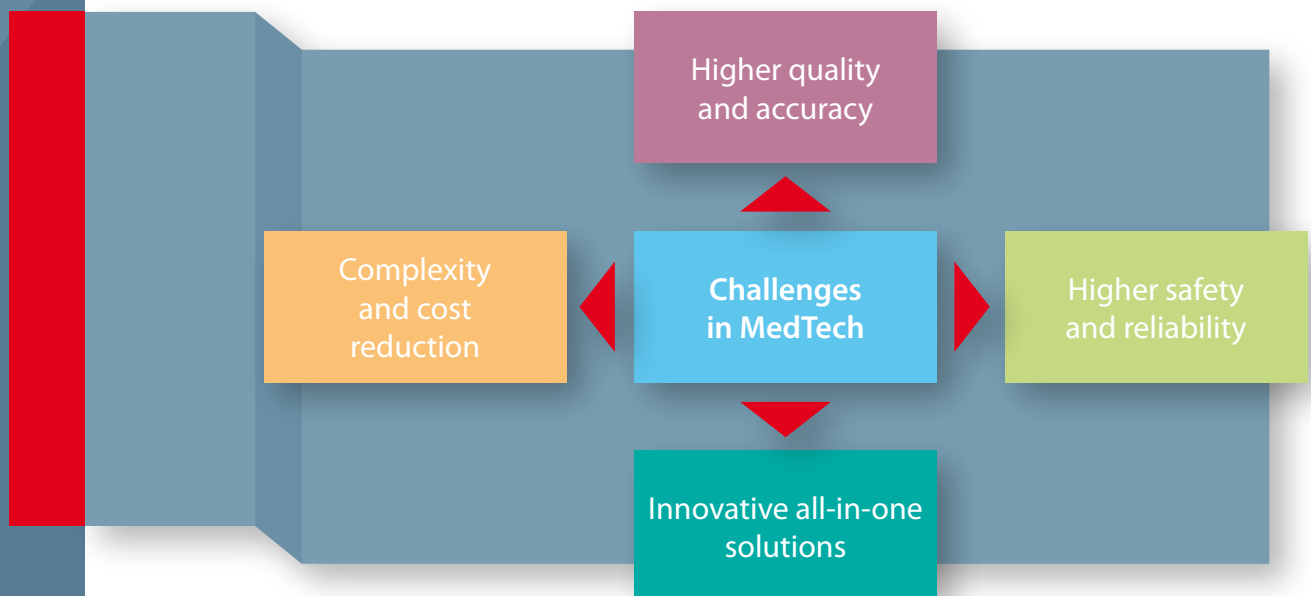 Higher quality
and accuracy
Complexity
and cost
reduction
Challenges
in MedTech
Higher safety
and reliability
Innovative all-in-one
solutions